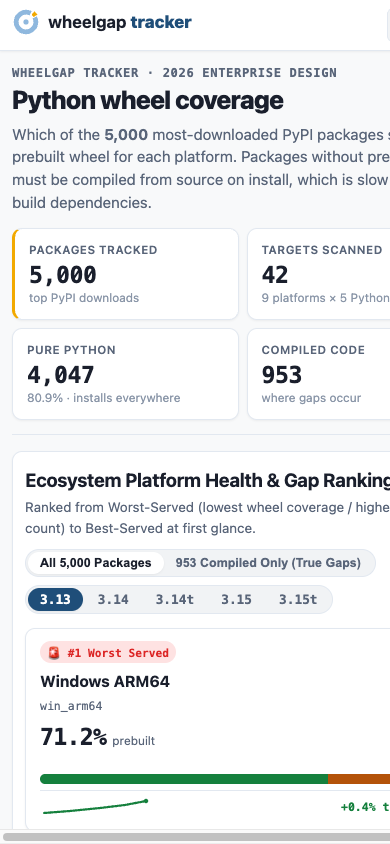 wheelgap tracker
WHEELGAP TRACKER · 2026 ENTERPRISE DESIGN
Python wheel coverage
Which of the 5,000 most-downloaded PyPI packages
prebuilt wheel for each platform. Packages without
must be compiled from source on install, which is slow
build dependencies.
PACKAGES TRACKED
5,000
top PyPI downloads
TARGETS SCANNED
42
9 platforms × 5 Python
PURE PYTHON
4,047
80.9% · installs everywhere
COMPILED CODE
953
where gaps occur
Ecosystem Platform Health & Gap Ranking
Ranked from Worst-Served (lowest wheel coverage /
count) to Best-Served at first glance.
All 5,000 Packages
953 Compiled Only (True Gaps)
3.13 3.14 3.14t 3.15 3.15t
🚨 #1 Worst Served
Windows ARM64
win_arm64
71.2% prebuilt
+0.4%